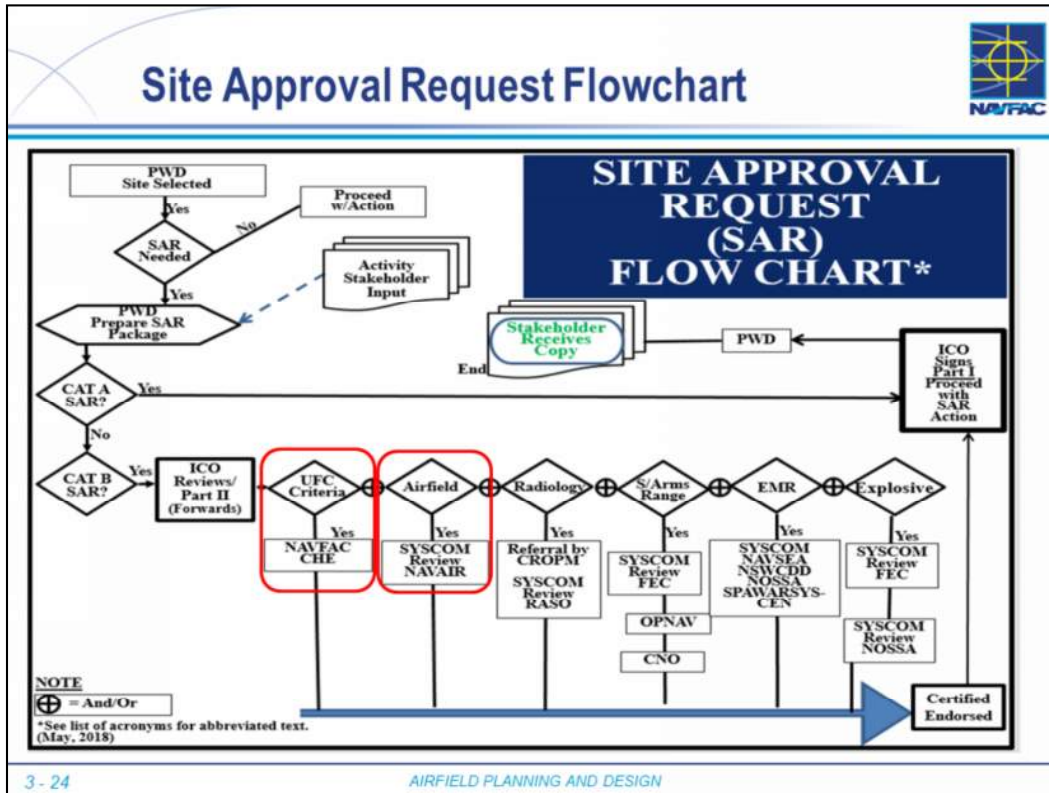 Site Approval Request Flowchart
NAVFAC
SITE APPROVAL
REQUEST
(SAR)
FLOW CHART*
PWD
Site Selected
Yes
No
Proceed
w/Action
SAR
Needed
Yes
Activity
Stakeholder
Input
PWD
Prepare SAR
Package
Stakeholder
Receives
Copy
End
PWD
ICO
Signs
Part I
Proceed
with
SAR
Action
CAT A
SAR?
Yes
No
CAT B
SAR?
Yes
ICO
Reviews/
Part II
(Forwards)
UFC
Criteria
Yes
NAVFAC
CHE
Airfield
Yes
SYSCOM
Review
NAVAIR
Radiology
Yes
Referral by
CROPM
SYSCOM
Review
RASO
S/Arms
Range
Yes
SYSCOM
Review
FEC
OPNAV
CNO
EMR
Yes
SYSCOM
NAVSEA
NSWCDD
NOSSA
SPAWARSYS-
CEN
Explosive
Yes
SYSCOM
Review
FEC
SYSCOM
Review
NOSSA
Certified
Endorsed
NOTE
= And/Or
*See list of acronyms for abbreviated text.
(May, 2018)
3 - 24
AIRFIELD PLANNING AND DESIGN